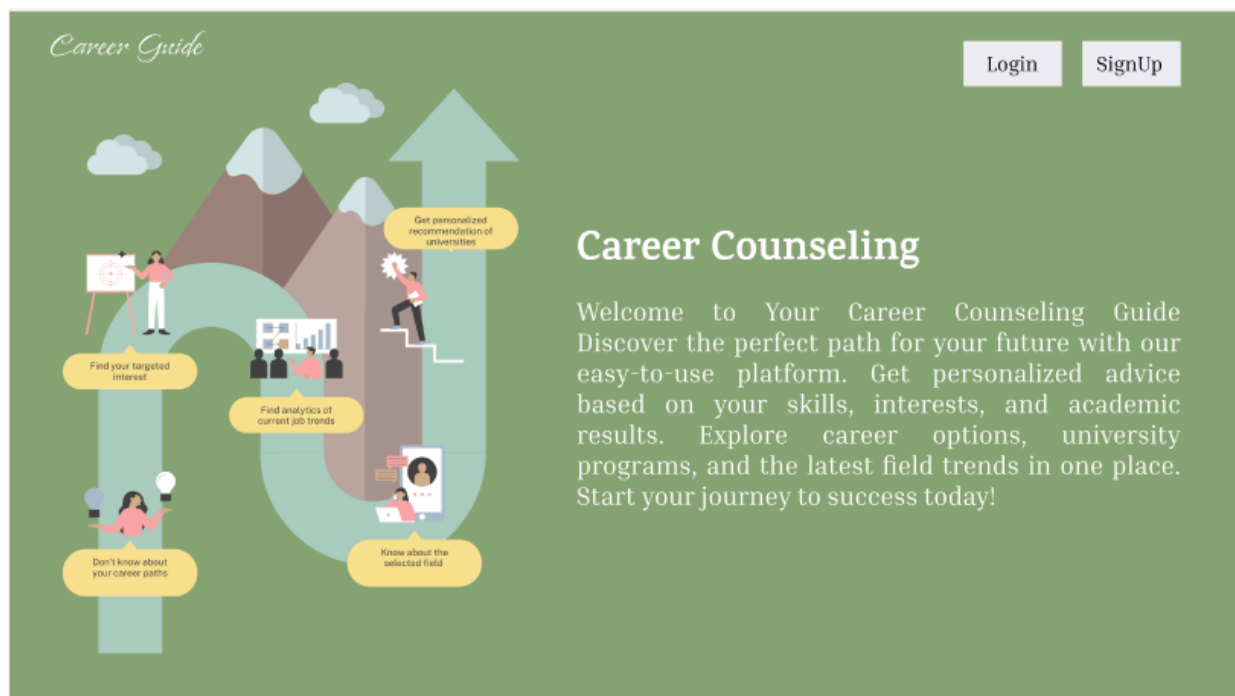 Career Guide
Login
SignUp
Get personalized
recommendation of
universities
Find your targeted
interest
Find analytics of
current job trends
Don't know about
your career paths
Know about the
selected field
Career Counseling
Welcome to Your Career Counseling Guide
Discover the perfect path for your future with our
easy-to-use platform. Get personalized advice
based on your skills, interests, and academic
results. Explore career options, university
programs, and the latest field trends in one place.
Start your journey to success today!